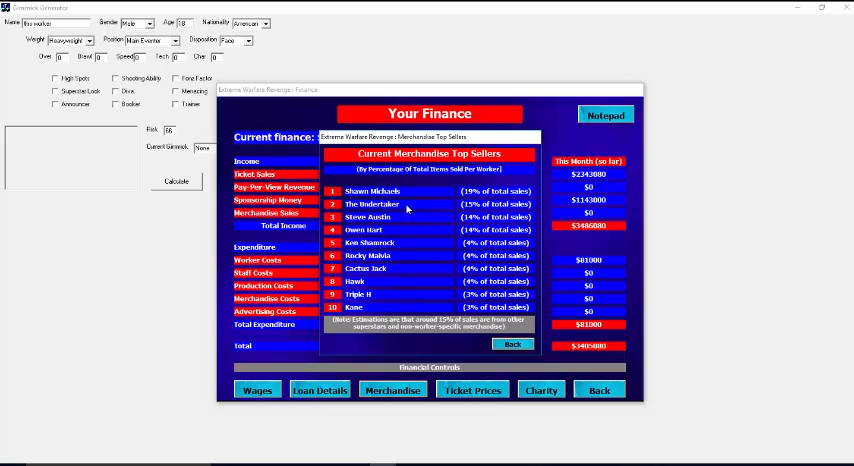 Gimmick Generator
Name this worker Gender Male Age 18 Nationality American
Weight Heavyweight Position Main Eventer Disposition Face
Over 0 Brawl 0 Speed 0 Tech 0 Char 0
High Spots Shooting Ability Fonz Factor
Superstar Look Diva Menacing
Announcer Booker Trainer
Risk 66
Current Gimmick None
Calculate
Extreme Warfare Revenge : Finance
Your Finance
Notepad
Current finance:
Extreme Warfare Revenge : Merchandise Top Sellers
Current Merchandise Top Sellers
(By Percentage Of Total Items Sold Per Worker)
1 Shawn Michaels (19% of total sales)
2 The Undertaker (15% of total sales)
3 Steve Austin (14% of total sales)
4 Owen Hart (14% of total sales)
5 Ken Shamrock (4% of total sales)
6 Rocky Maivia (4% of total sales)
7 Cactus Jack (4% of total sales)
8 Hawk (4% of total sales)
9 Triple H (3% of total sales)
10 Kane (3% of total sales)
(Note: Estimations are that around 15% of sales are from other
superstars and non-worker-specific merchandise)
Back
Income This Month (so far)
Ticket Sales $2343080
Pay-Per-View Revenue $0
Sponsorship Money $1143000
Merchandise Sales $0
Total Income $3486080
Expenditure
Worker Costs $81000
Staff Costs $0
Production Costs $0
Merchandise Costs $0
Advertising Costs $0
Total Expenditure $81000
Total $3405080
Financial Controls
Wages Loan Details Merchandise Ticket Prices Charity Back